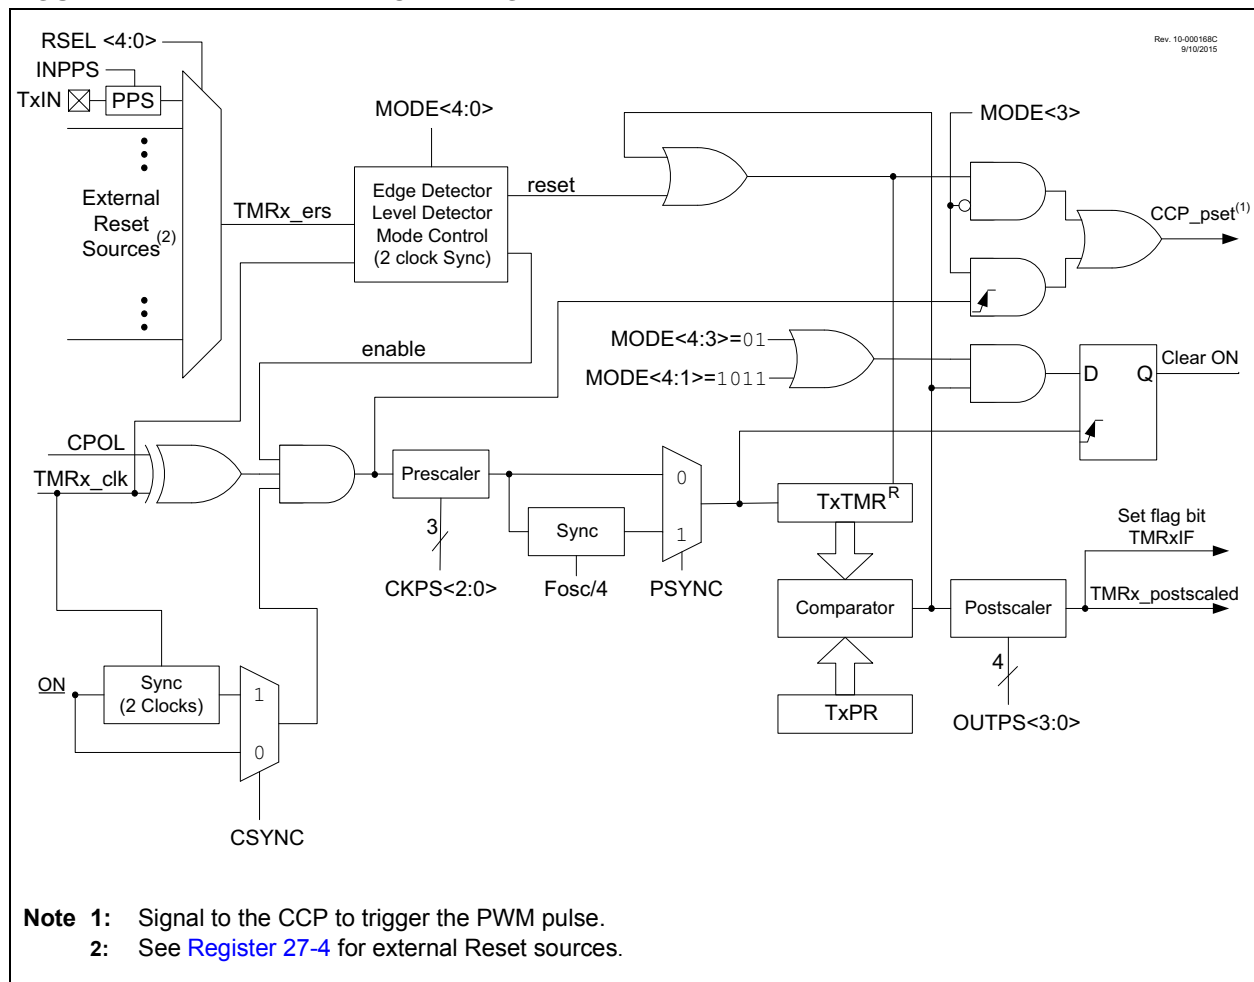 Rev. 10-000168C
9/10/2015
RSEL <4:0>
INPPS
TxIN
PPS
External
Reset
Sources(2)
TMRx_ers
MODE<4:0>
Edge Detector
Level Detector
Mode Control
(2 clock Sync)
reset
enable
MODE<3>
CCP_pset(1)
MODE<4:3>=01
MODE<4:1>=1011
D
Q
Clear ON
CPOL
TMRx_clk
Prescaler
3
CKPS<2:0>
Sync
Fosc/4
0
1
PSYNC
TxTMR
R
Comparator
TxPR
Postscaler
4
OUTPS<3:0>
Set flag bit
TMRxIF
TMRx_postscaled
ON
Sync
(2 Clocks)
1
0
CSYNC
Note 1: Signal to the CCP to trigger the PWM pulse.
2: See Register 27-4 for external Reset sources.